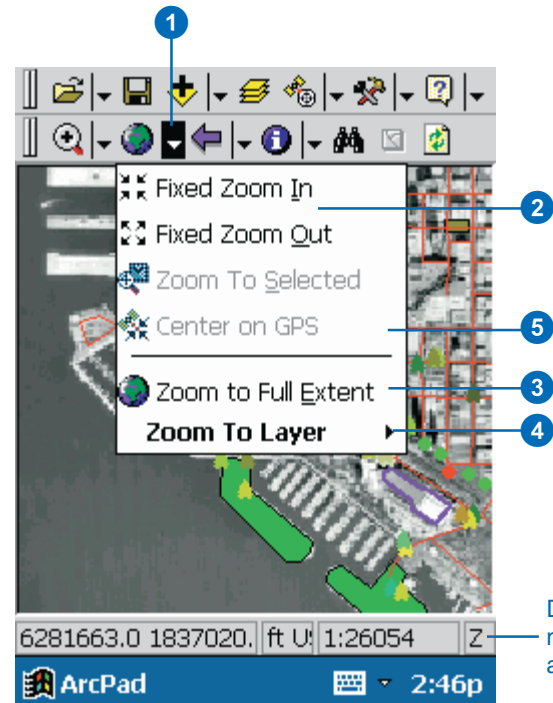 1
Fixed Zoom In
2
Fixed Zoom Out
Zoom To Selected
Center on GPS
5
Zoom to Full Extent
3
Zoom To Layer
4
6281663.0 1837020. ft U 1:26054 Z
ArcPad 2:46p